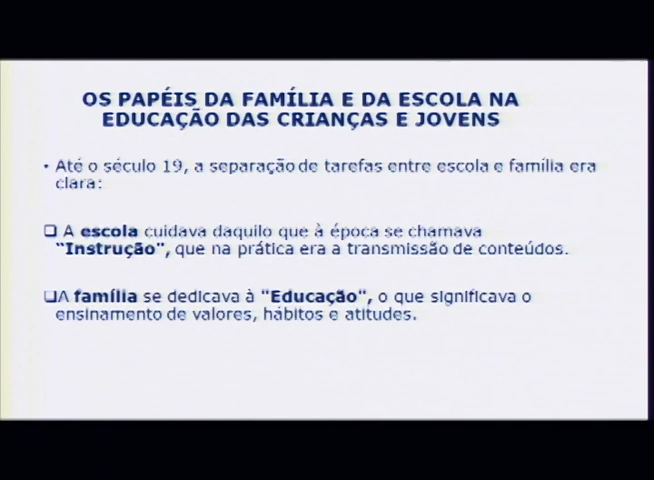 OS PAPÉIS DA FAMÍLIA E DA ESCOLA NA
EDUCAÇÃO DAS CRIANÇAS E JOVENS
• Até o século 19, a separação de tarefas entre escola e família era
clara:
❑ A escola cuidava daquilo que à época se chamava
"Instrução", que na prática era a transmissão de conteúdos.
❑A família se dedicava à "Educação", o que significava o
ensinamento de valores, hábitos e atitudes.